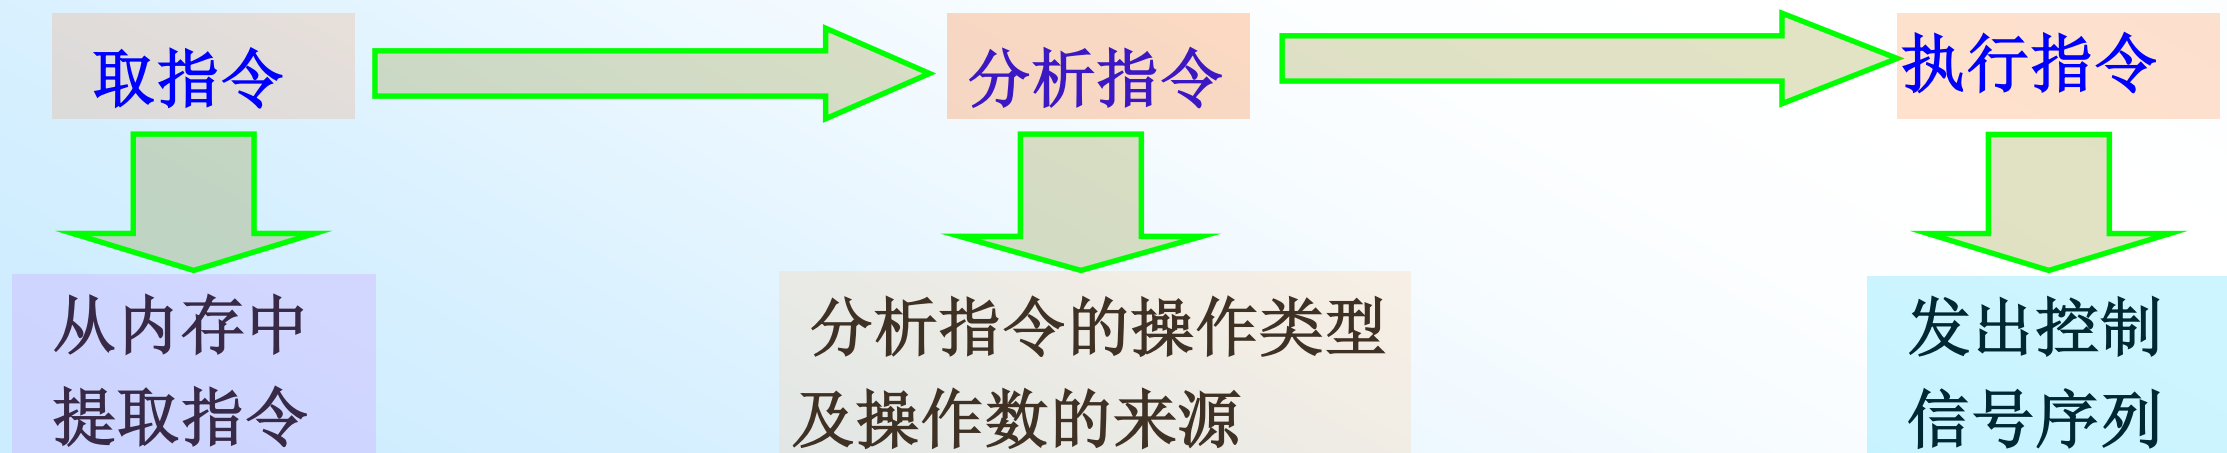 取指令
分析指令
执行指令
从内存中
提取指令
分析指令的操作类型
及操作数的来源
发出控制
信号序列